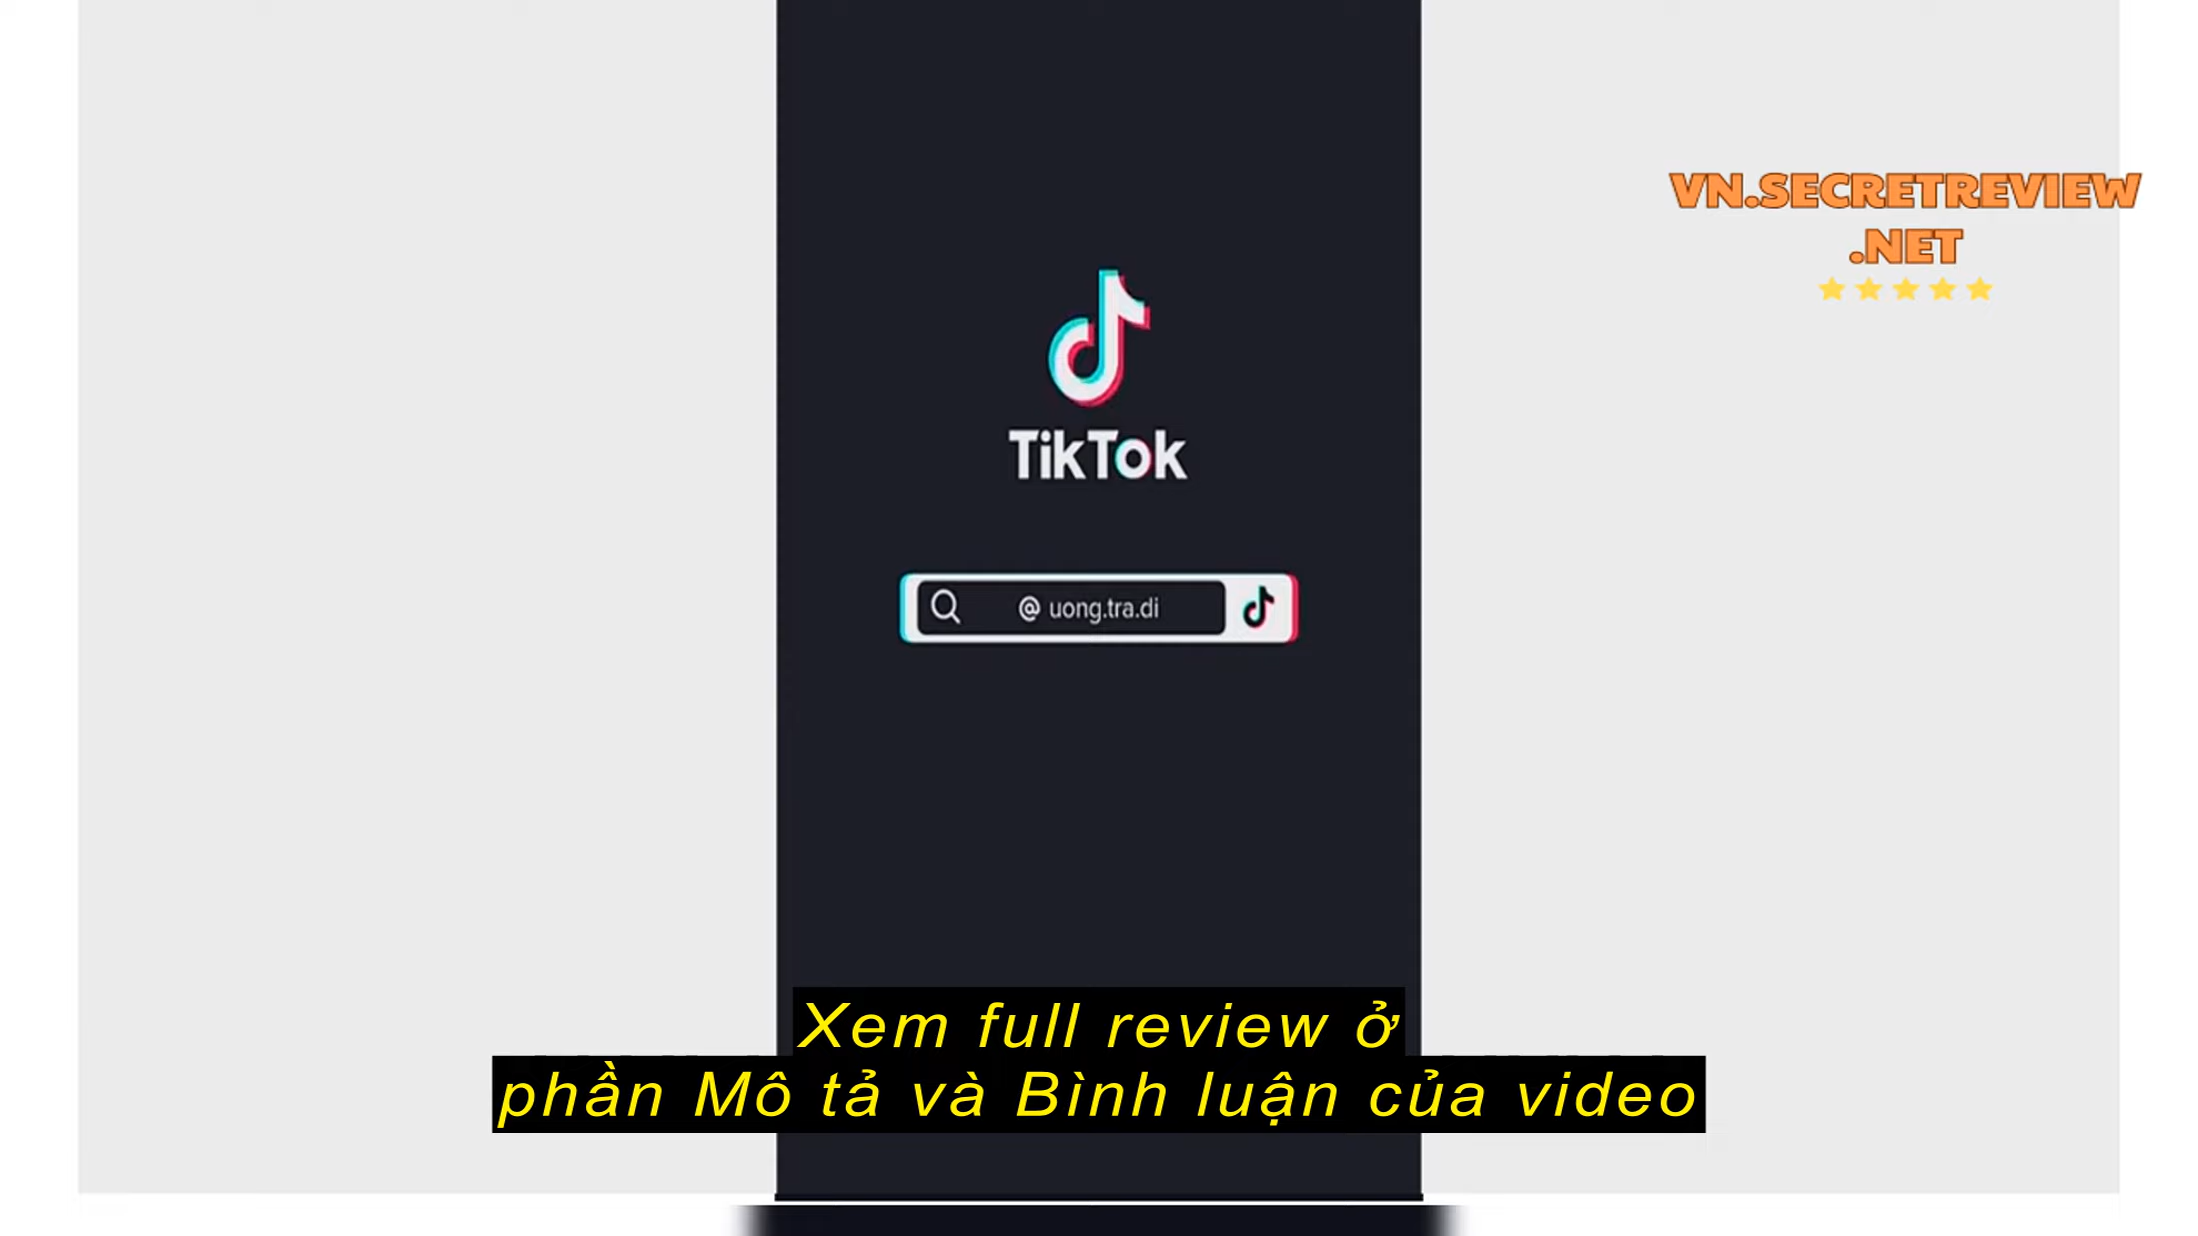 VN.SECRETREVIEW
.NET
TikTok
@ uong.tra.di
Xem full review ở
phần Mô tả và Bình luận của video